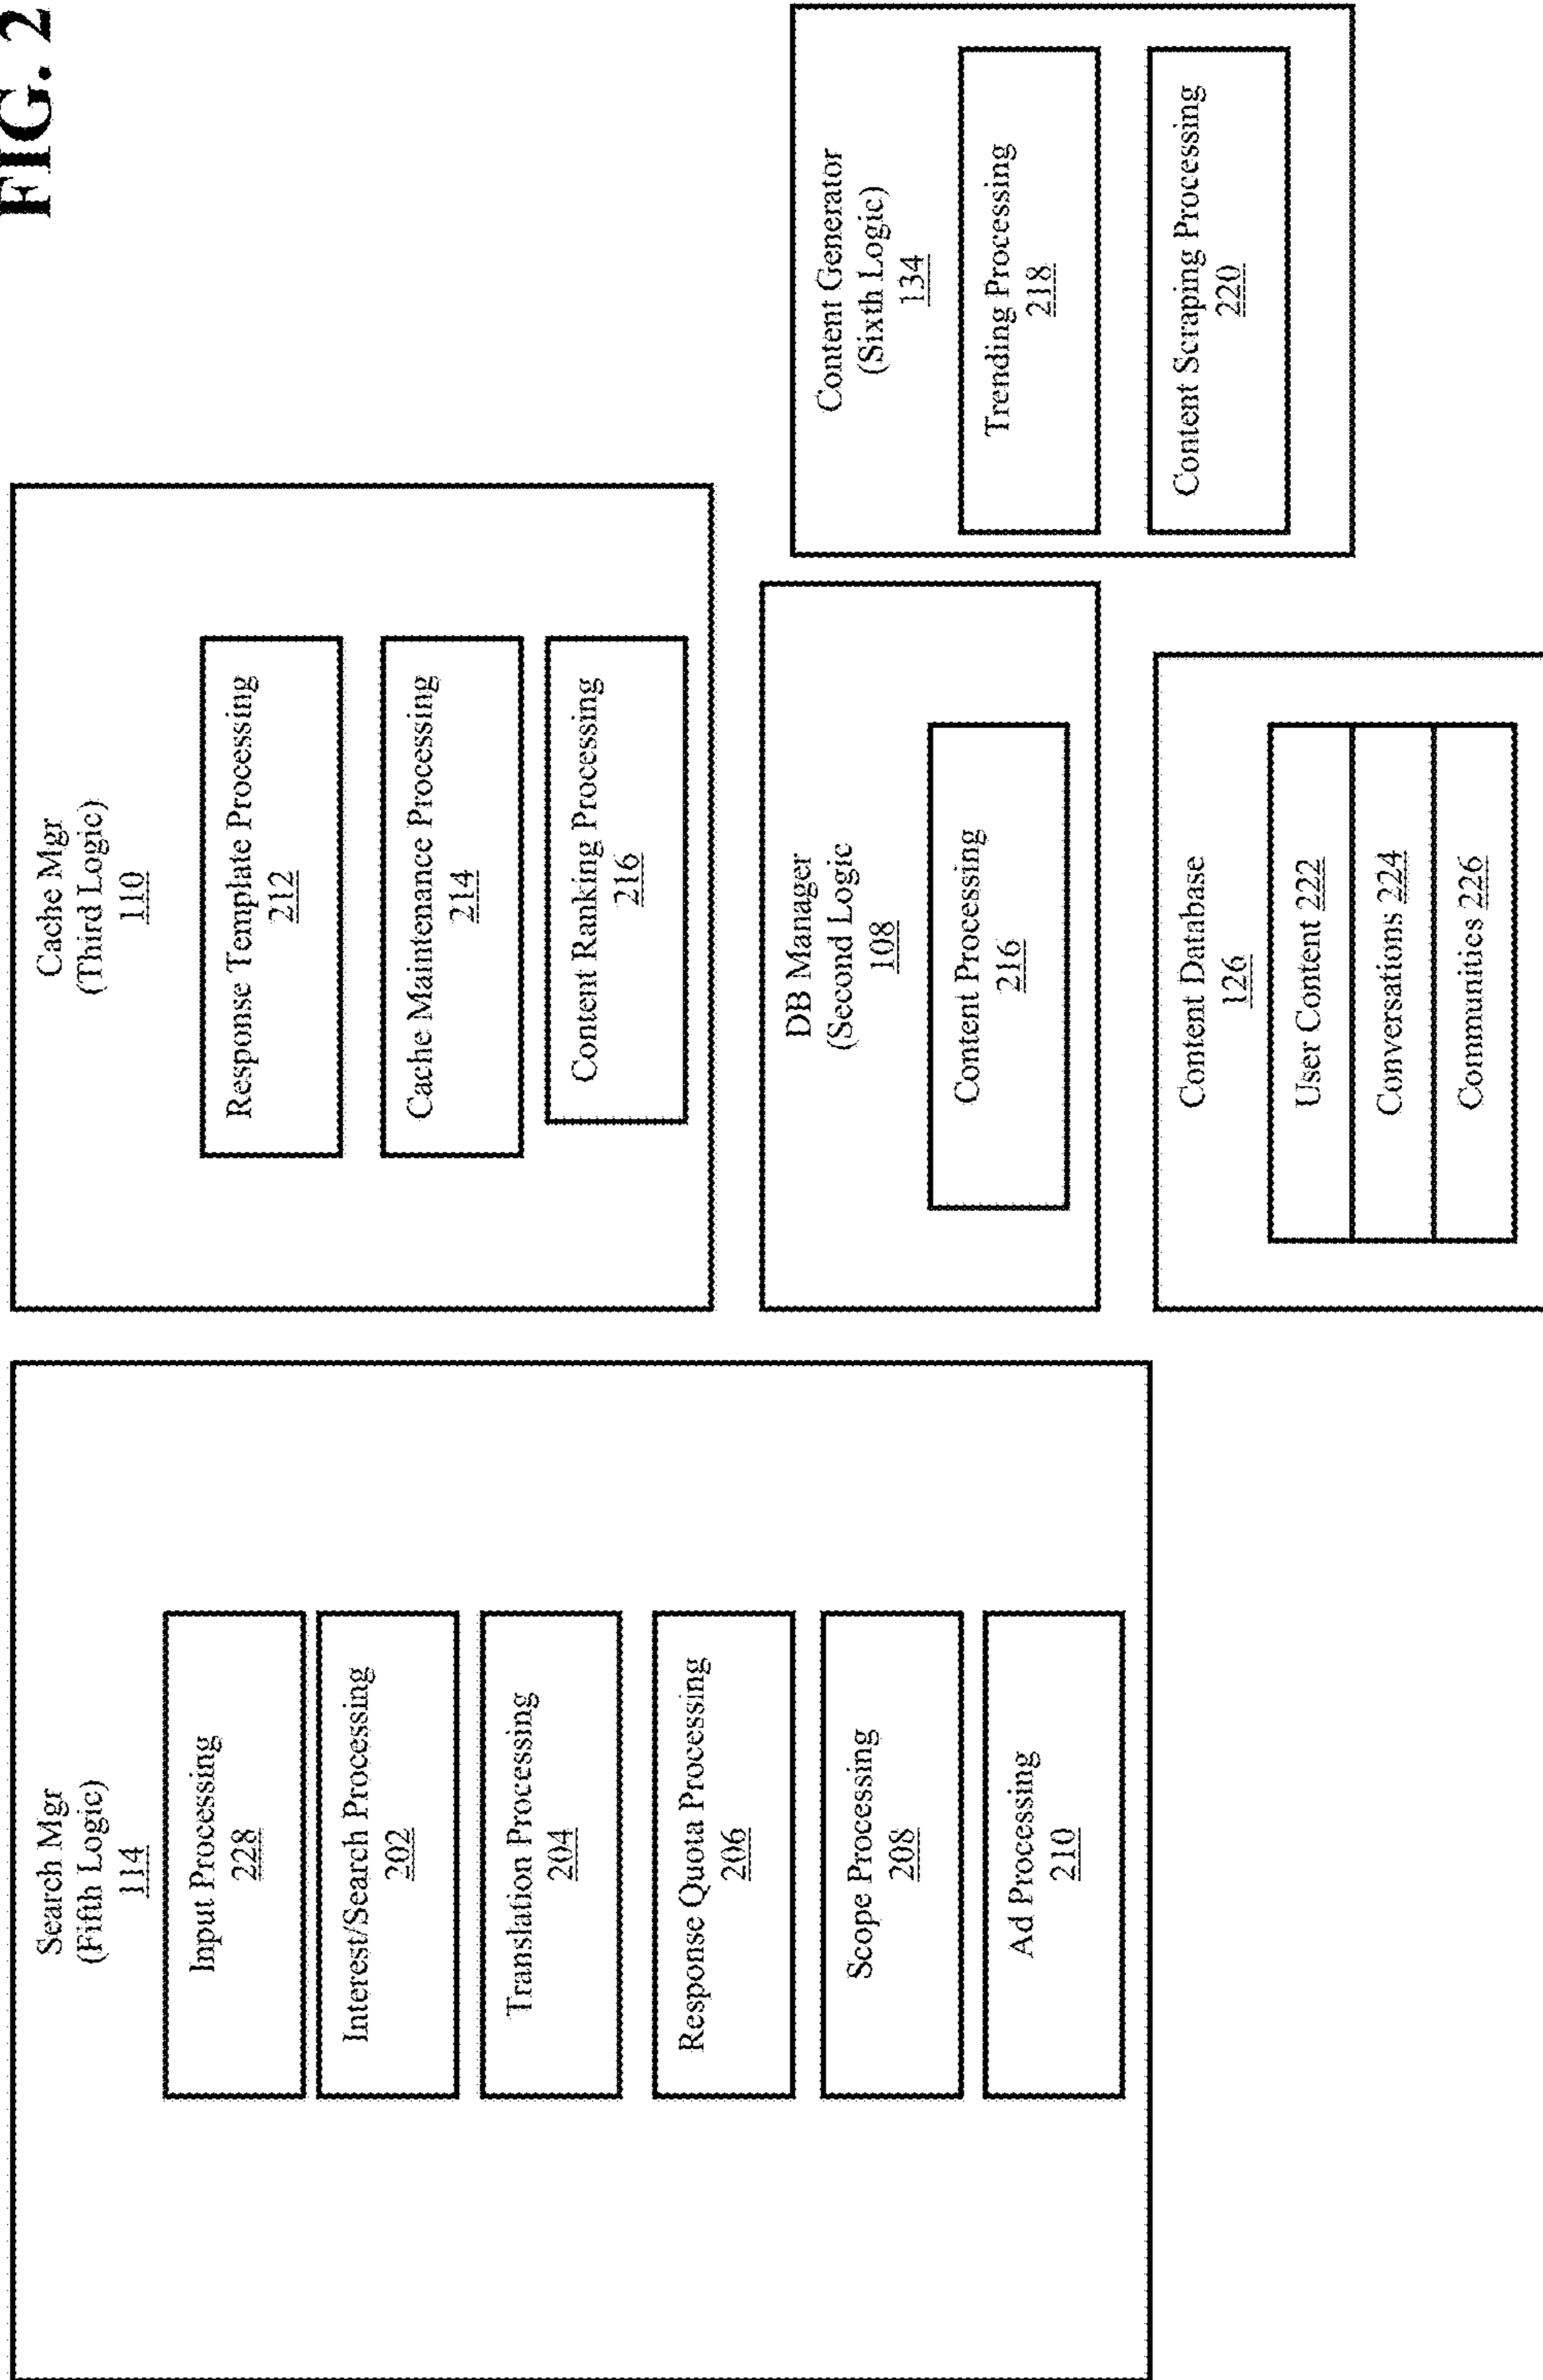 FIG. 2
Search Mgr
(Fifth Logic)
114
Input Processing
228
Interest/Search Processing
202
Translation Processing
204
Response Quota Processing
206
Scope Processing
208
Ad Processing
210
Cache Mgr
(Third Logic)
110
Response Template Processing
212
Cache Maintenance Processing
214
Content Ranking Processing
216
DB Manager
(Second Logic
108
Content Processing
216
Content Database
126
User Content 222
Conversations 224
Communities 226
Content Generator
(Sixth Logic)
134
Trending Processing
218
Content Scraping Processing
220